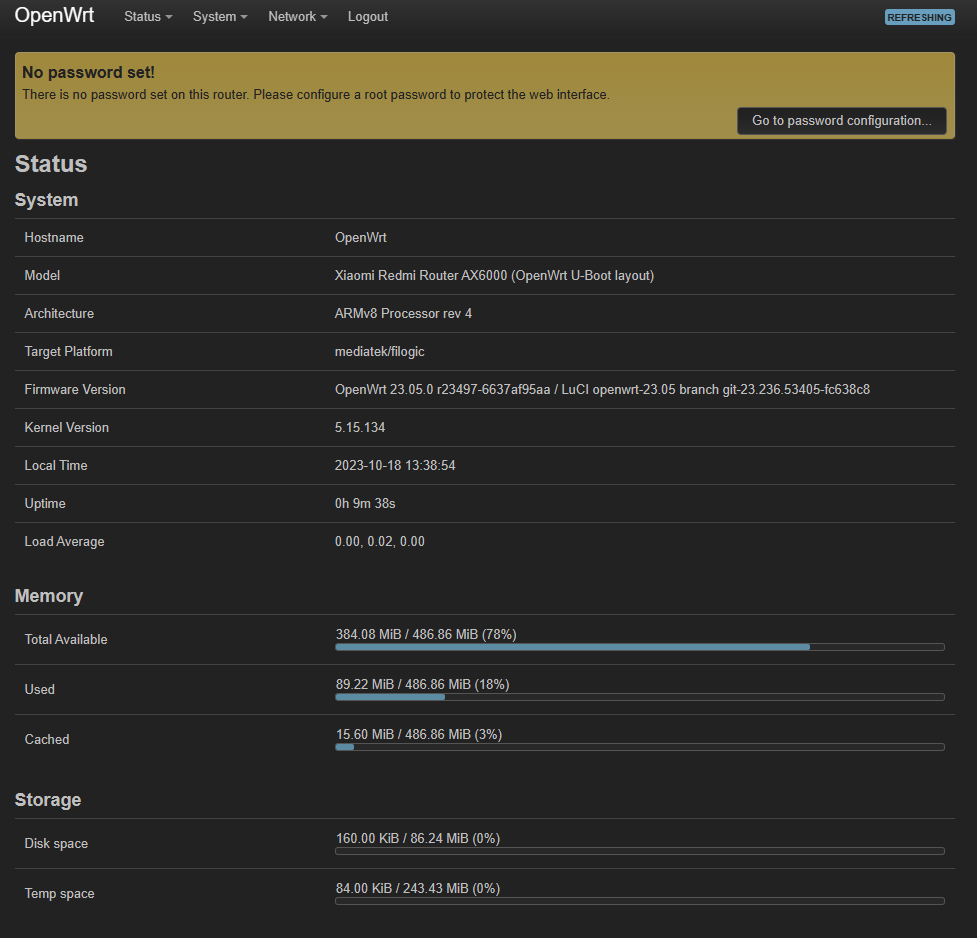 OpenWrt Status System Network Logout REFRESHING
No password set!
There is no password set on this router. Please configure a root password to protect the web interface.
Go to password configuration...
Status
System
Hostname OpenWrt
Model Xiaomi Redmi Router AX6000 (OpenWrt U-Boot layout)
Architecture ARMv8 Processor rev 4
Target Platform mediatek/filogic
Firmware Version OpenWrt 23.05.0 r23497-6637af95aa / LuCI openwrt-23.05 branch git-23.236.53405-fc638c8
Kernel Version 5.15.134
Local Time 2023-10-18 13:38:54
Uptime 0h 9m 38s
Load Average 0.00, 0.02, 0.00
Memory
Total Available 384.08 MiB / 486.86 MiB (78%)
Used 89.22 MiB / 486.86 MiB (18%)
Cached 15.60 MiB / 486.86 MiB (3%)
Storage
Disk space 160.00 KiB / 86.24 MiB (0%)
Temp space 84.00 KiB / 243.43 MiB (0%)